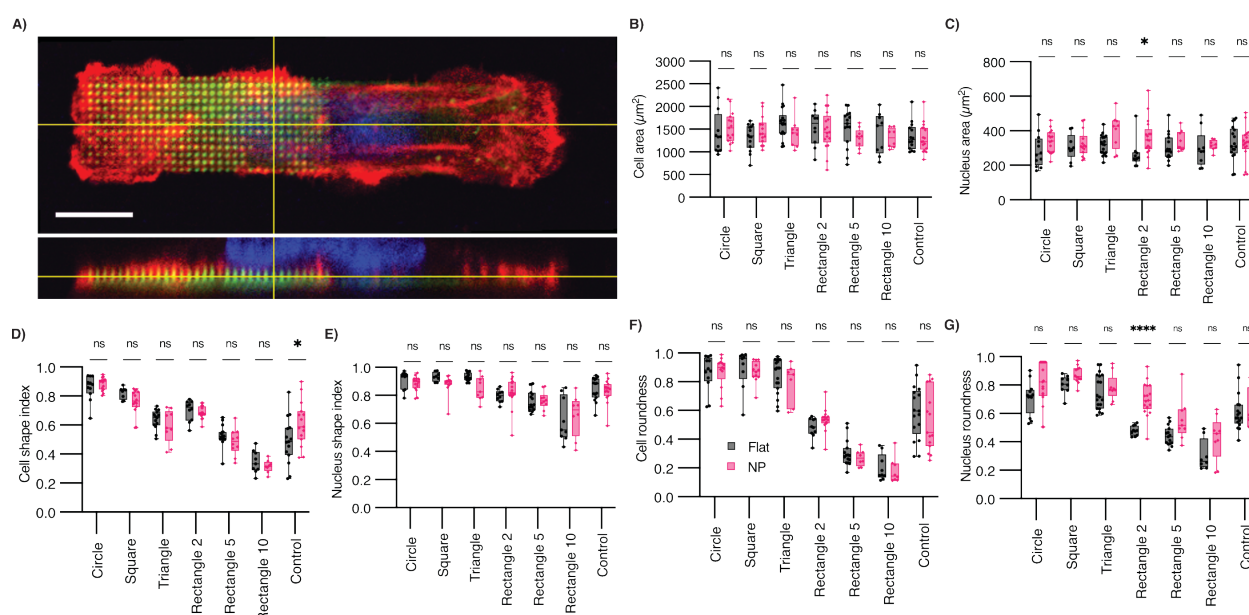 A)
B)
ns ns ns ns ns ns ns
Cell area (µm²)
3000
2500
2000
1500
1000
500
0
Circle
Square
Triangle
Rectangle 2
Rectangle 5
Rectangle 10
Control
C)
ns ns ns * ns ns ns
Nucleus area (µm²)
800
600
400
200
0
Circle
Square
Triangle
Rectangle 2
Rectangle 5
Rectangle 10
Control
D)
ns ns ns ns ns ns *
Cell shape index
1.0
0.8
0.6
0.4
0.2
0.0
Circle
Square
Triangle
Rectangle 2
Rectangle 5
Rectangle 10
Control
E)
ns ns ns ns ns ns ns
Nucleus shape index
1.0
0.8
0.6
0.4
0.2
0.0
Circle
Square
Triangle
Rectangle 2
Rectangle 5
Rectangle 10
Control
F)
ns ns ns ns ns ns ns
Cell roundness
1.0
0.8
0.6
0.4
0.2
0.0
Flat
NP
Circle
Square
Triangle
Rectangle 2
Rectangle 5
Rectangle 10
Control
G)
ns ns ns **** ns ns ns
Nucleus roundness
1.0
0.8
0.6
0.4
0.2
0.0
Circle
Square
Triangle
Rectangle 2
Rectangle 5
Rectangle 10
Control